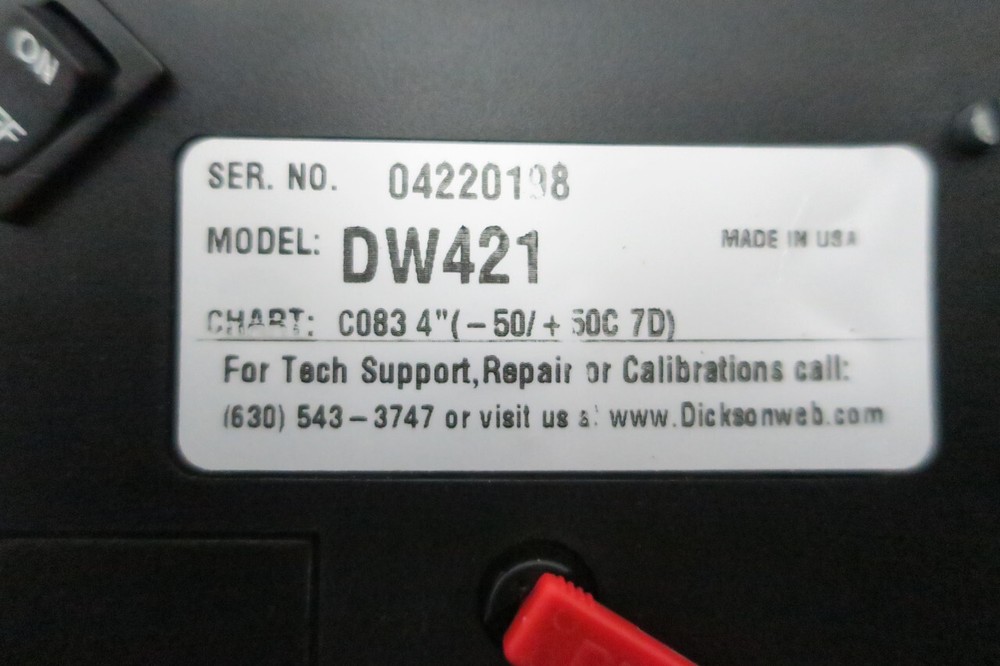 ON
SER. NO. 04220198
MODEL: DW421
MADE IN USA
CHART: C083 4"(-50/+ 50C 7D)
For Tech Support,Repair or Calibrations call:
(630) 543-3747 or visit us at www.Dicksonweb.com